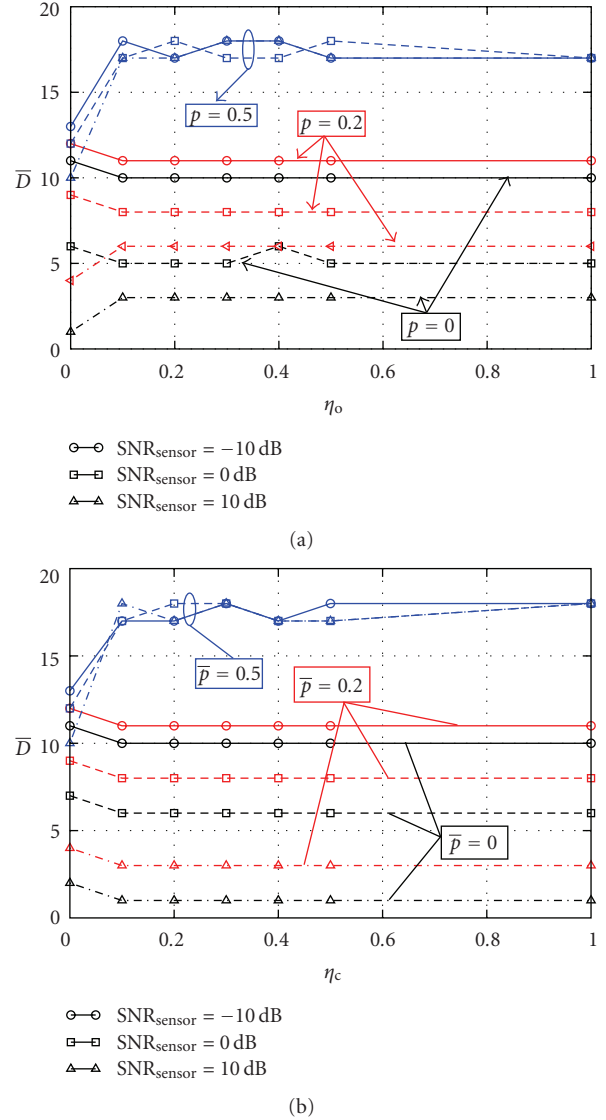 20
15
10
5
0
D̅
p = 0.5
p = 0.2
p = 0
0 0.2 0.4 0.6 0.8 1
ηo
SNRsensor = −10 dB
SNRsensor = 0 dB
SNRsensor = 10 dB
(a)
20
15
10
5
0
D̅
p̅ = 0.5
p̅ = 0.2
p̅ = 0
0 0.2 0.4 0.6 0.8 1
ηc
SNRsensor = −10 dB
SNRsensor = 0 dB
SNRsensor = 10 dB
(b)